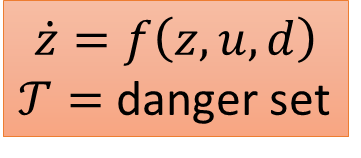 ż = f(z, u, d)
𝒯 = danger set